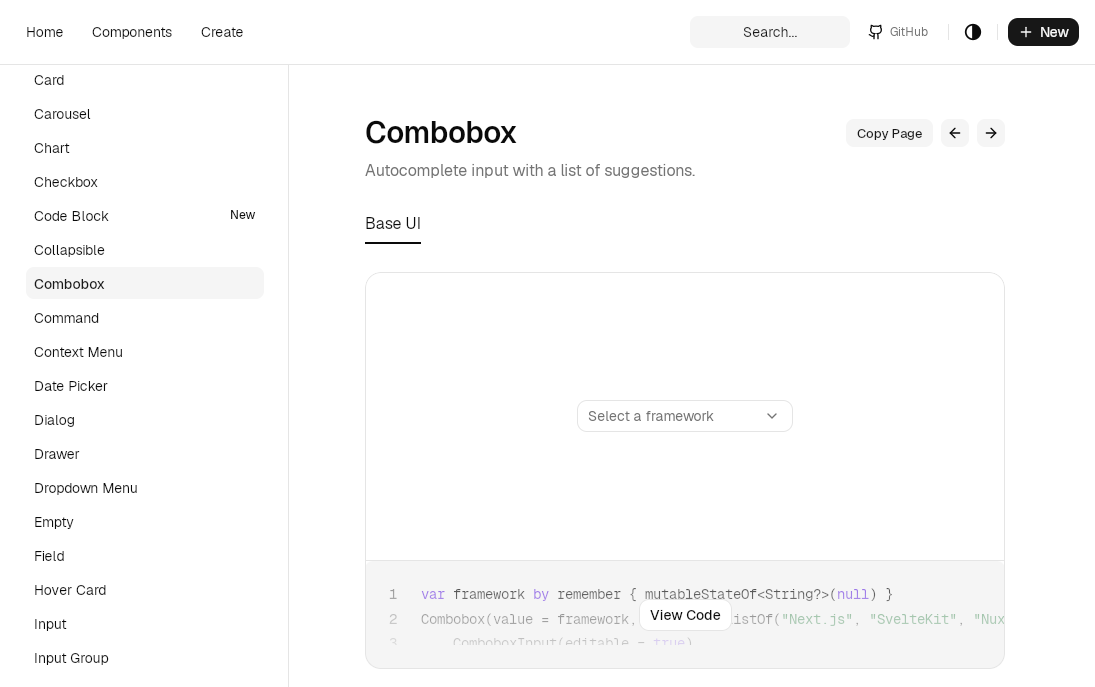 Home Components Create Search... GitHub New
Card
Carousel
Chart
Checkbox
Code Block New
Collapsible
Combobox
Command
Context Menu
Date Picker
Dialog
Drawer
Dropdown Menu
Empty
Field
Hover Card
Input
Input Group
Combobox
Copy Page
Autocomplete input with a list of suggestions.
Base UI
Select a framework
1 var framework by remember { mutableStateOf<String?>(null) }
2 Combobox(value = framework, istOf("Next.js", "SvelteKit", "Nux
View Code
3 ComboboxInput(editable = true)